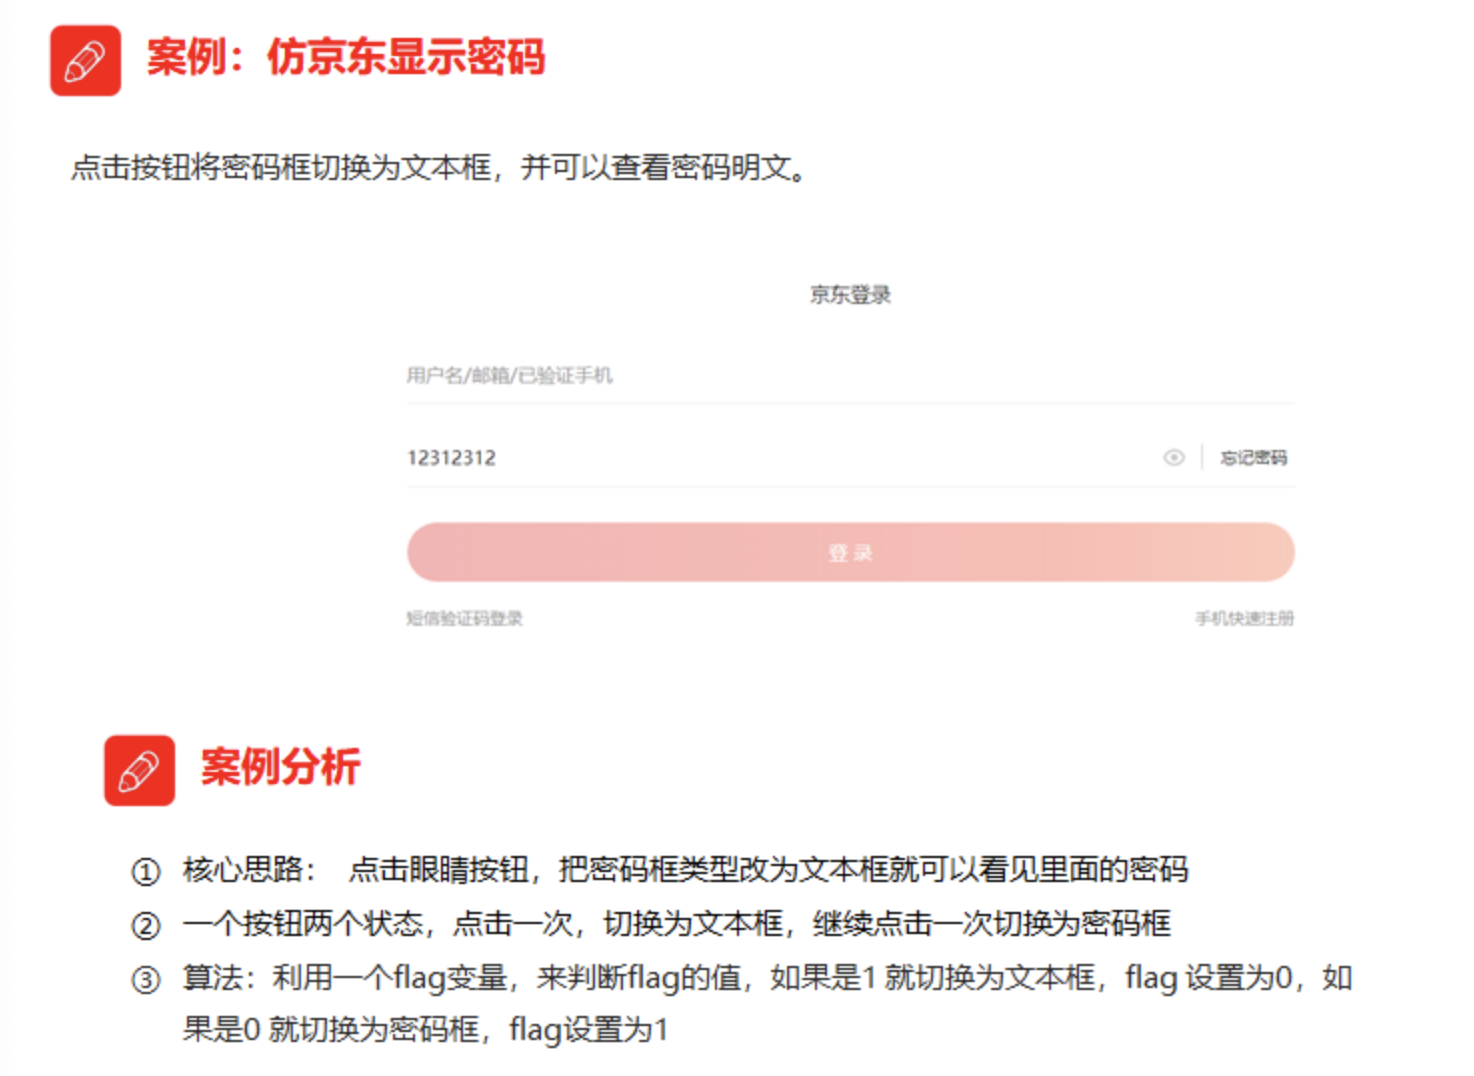 案例：仿京东显示密码
点击按钮将密码框切换为文本框，并可以查看密码明文。
京东登录
用户名/邮箱/已验证手机
12312312 忘记密码
登 录
短信验证码登录 手机快速注册
案例分析
① 核心思路： 点击眼睛按钮，把密码框类型改为文本框就可以看见里面的密码
② 一个按钮两个状态，点击一次，切换为文本框，继续点击一次切换为密码框
③ 算法：利用一个flag变量，来判断flag的值，如果是1 就切换为文本框，flag 设置为0，如
果是0 就切换为密码框，flag设置为1